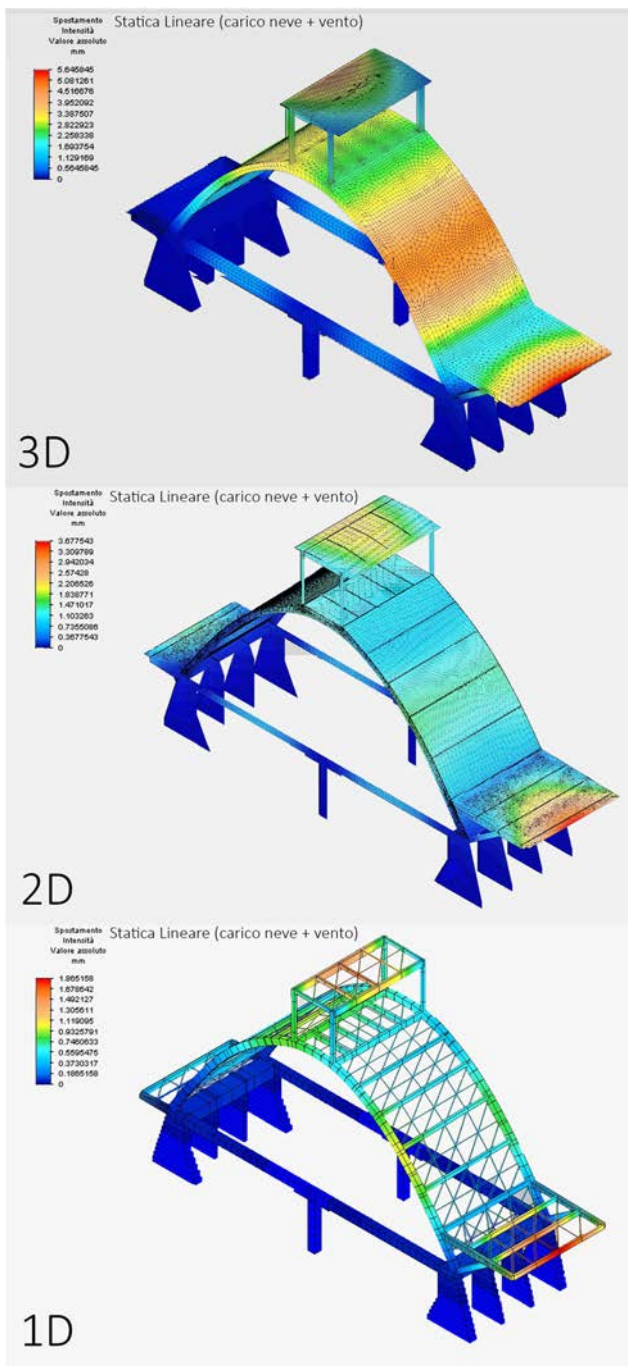 Spostamento
Intensità
Valore assoluto
mm
Statica Lineare (carico neve + vento)
5.645845
5.081261
4.516676
3.952092
3.387507
2.822923
2.258338
1.693754
1.129169
0.5645845
0
3D
Spostamento
Intensità
Valore assoluto
mm
Statica Lineare (carico neve + vento)
3.677543
3.309789
2.942034
2.57428
2.206526
1.838771
1.471017
1.103263
0.7355086
0.3677543
0
2D
Spostamento
Intensità
Valore assoluto
mm
Statica Lineare (carico neve + vento)
1.865158
1.678642
1.492127
1.305611
1.119095
0.9325791
0.7460633
0.5595475
0.3730317
0.1865158
0
1D